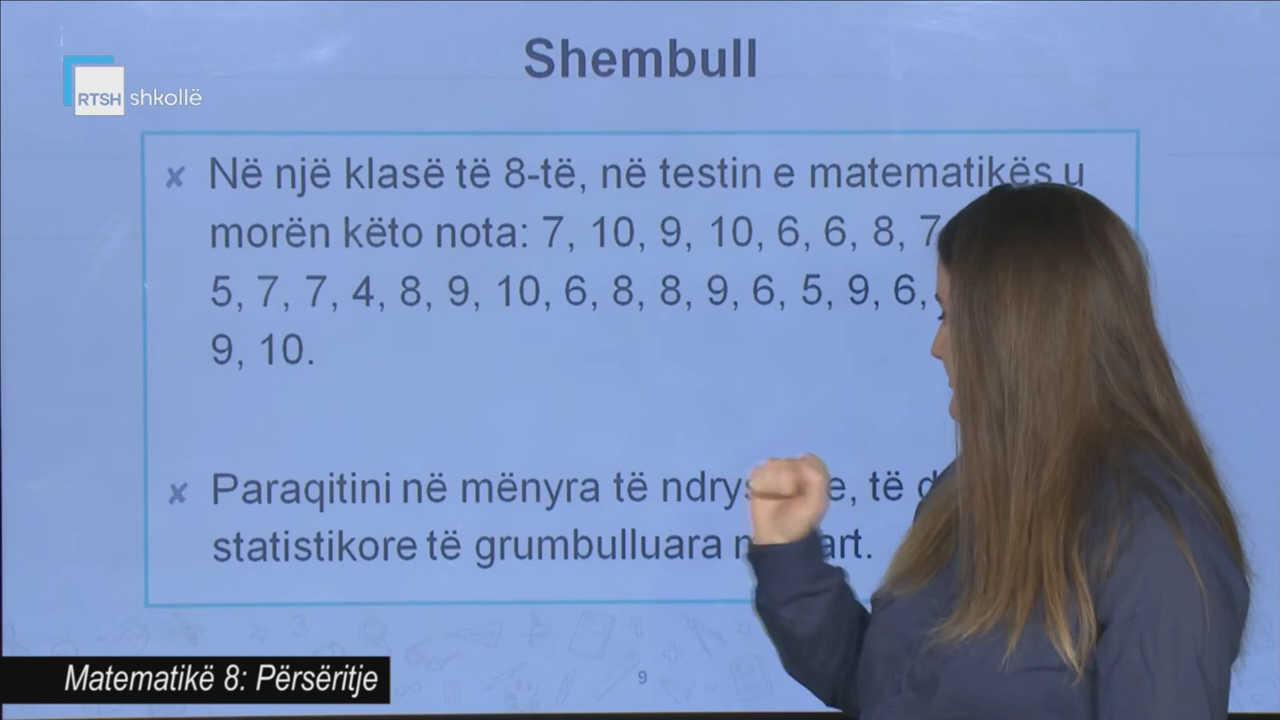 Shembull
RTSH shkollë
Në një klasë të 8-të, në testin e matematikës u
morën këto nota: 7, 10, 9, 10, 6, 6, 8, 7
5, 7, 7, 4, 8, 9, 10, 6, 8, 8, 9, 6, 5, 9, 6,
9, 10.
Paraqitini në mënyra të të
statistikore të grumbulluara
9
Matematikë 8: Përsëritje